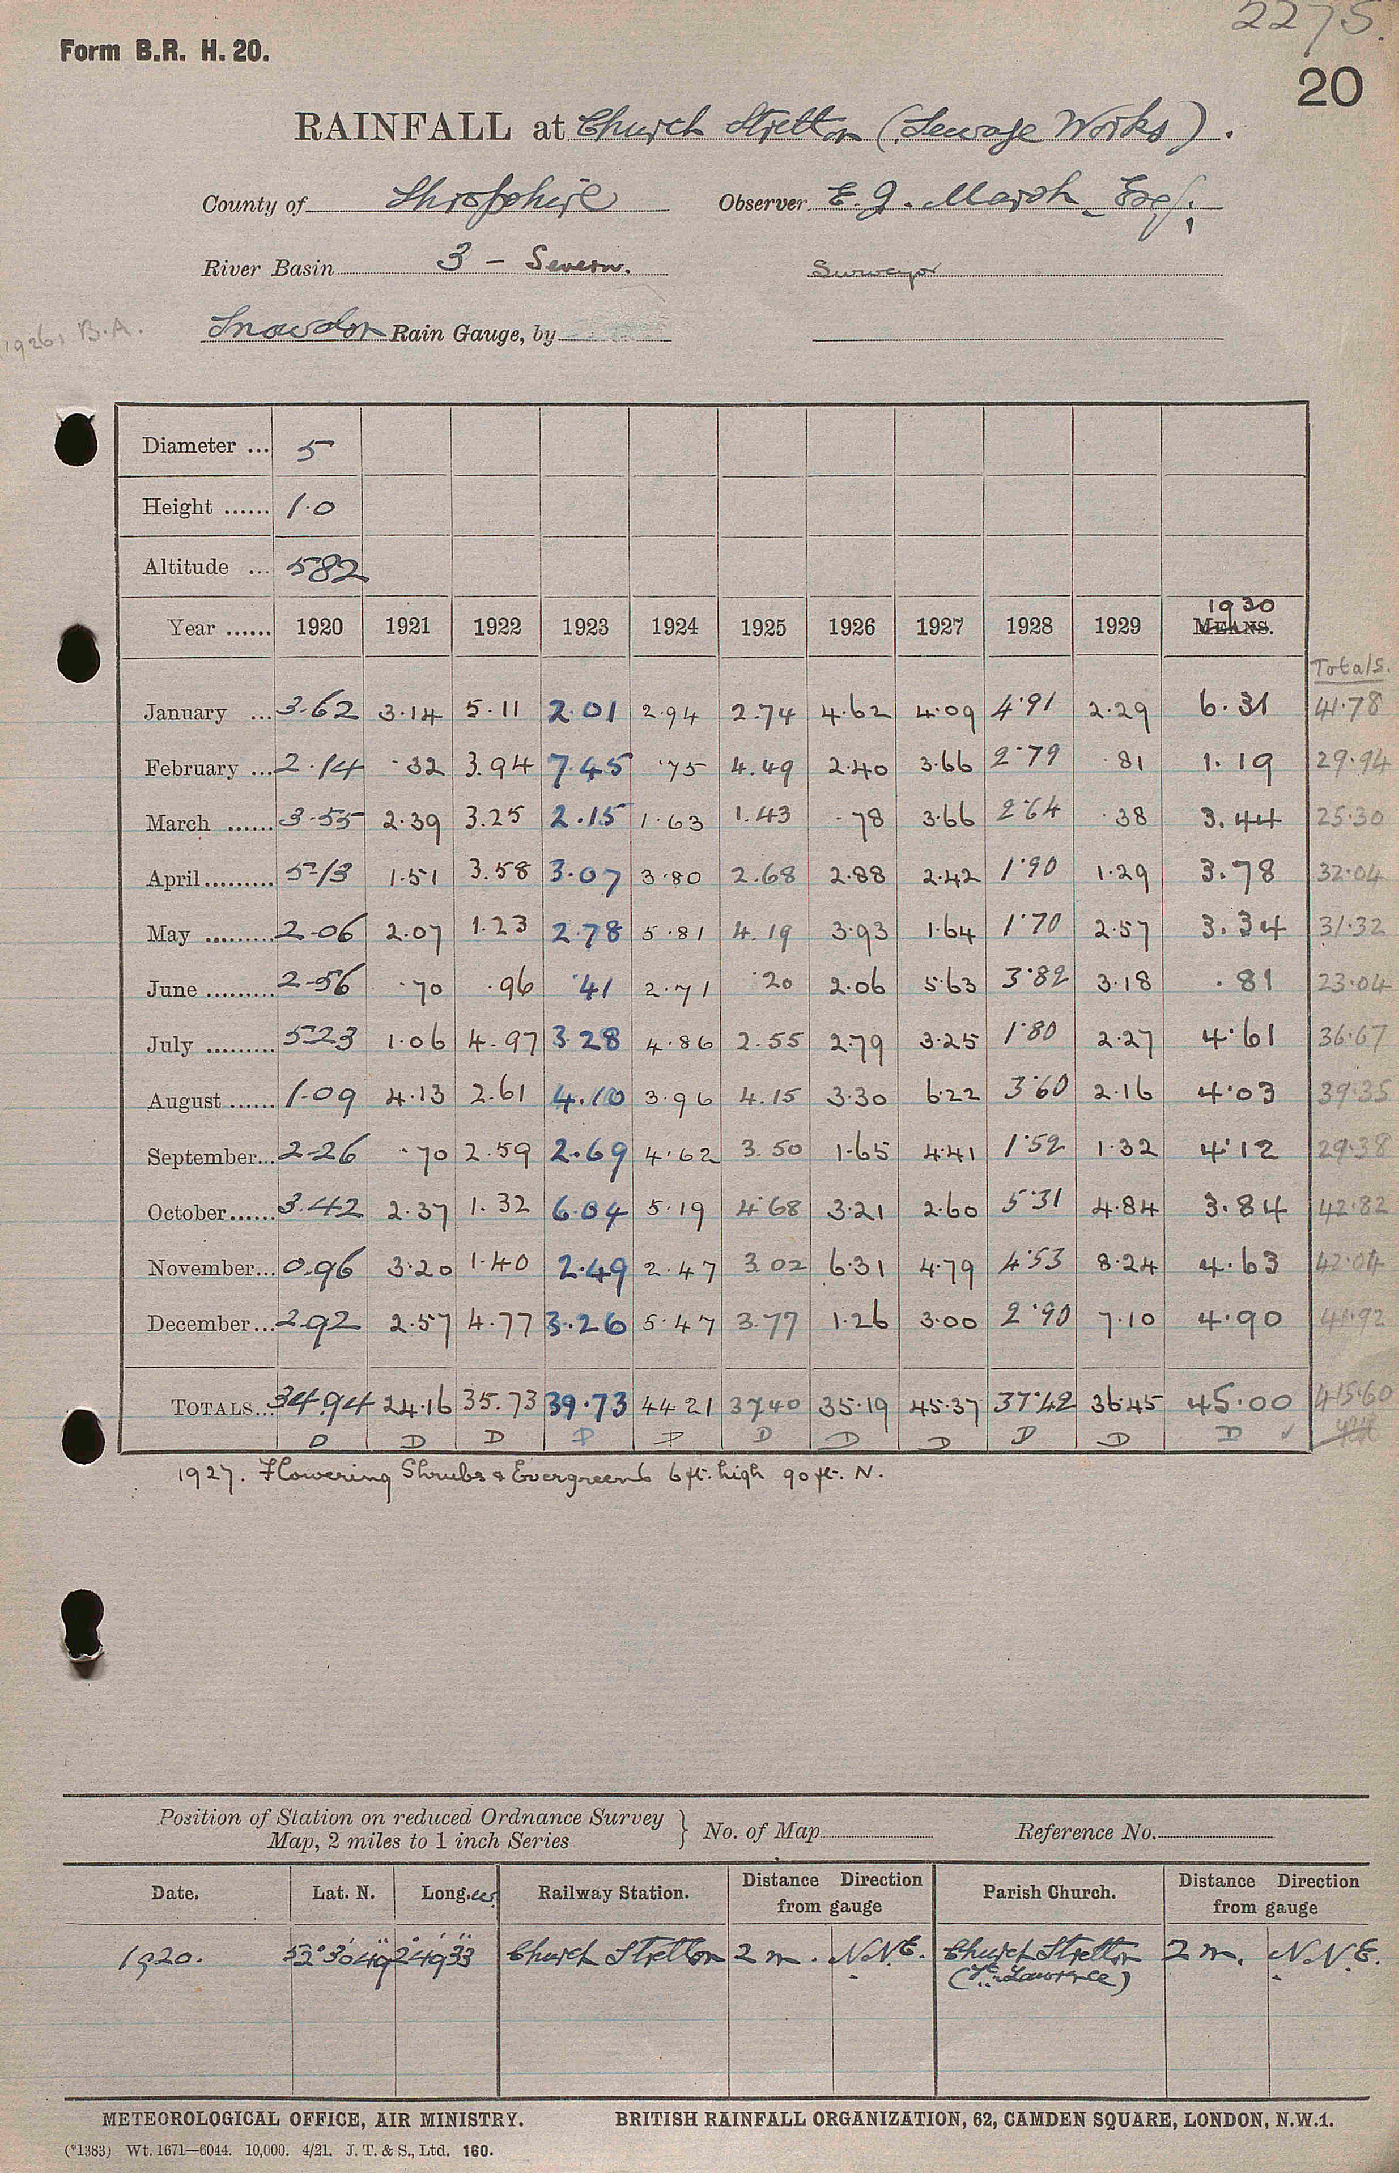 2275.
Form B.R. H. 20.
20
RAINFALL at Church Stretton (Sewage Works).
County of Shropshire Observer E. J. Marsh Esq;
River Basin 3 - Severn. Surveyor
1926, B.A.
Snowdon Rain Gauge, by
Diameter ... 5
Height ...... 1.0
Altitude ... 582
Year ...... 1920 1921 1922 1923 1924 1925 1926 1927 1928 1929 1930 MEANS.
Totals.
January ... 3.62 3.14 5.11 2.01 2.94 2.74 4.62 4.09 4.91 2.29 6.31 41.78
February ... 2.14 .32 3.94 7.45 .75 4.49 2.40 3.66 2.79 .81 1.19 29.94
March ...... 3.55 2.39 3.25 2.15 1.63 1.43 .78 3.66 2.64 .38 3.44 25.30
April......... 5.13 1.51 3.58 3.07 3.80 2.68 2.88 2.42 1.90 1.29 3.78 32.04
May ......... 2.06 2.07 1.23 2.78 5.81 4.19 3.93 1.64 1.70 2.57 3.34 31.32
June ......... 2.56 .70 .96 .41 2.71 .20 2.06 5.63 3.82 3.18 .81 23.04
July ......... 5.23 1.06 4.97 3.28 4.86 2.55 2.79 3.25 1.80 2.27 4.61 36.67
August ...... 1.09 4.13 2.61 4.10 3.96 4.15 3.30 6.22 3.60 2.16 4.03 39.35
September... 2.26 .70 2.59 2.69 4.62 3.50 1.65 4.41 1.52 1.32 4.12 29.38
October...... 3.42 2.37 1.32 6.04 5.19 4.68 3.21 2.60 5.31 4.84 3.84 42.82
November... 0.96 3.20 1.40 2.49 2.47 3.02 6.31 4.79 4.53 8.24 4.63 42.04
December... 2.92 2.57 4.77 3.26 5.47 3.77 1.26 3.00 2.90 7.10 4.90 41.92
TOTALS... 34.94 24.16 35.73 39.73 44.21 37.40 35.19 45.37 37.42 36.45 45.00 415.60
D D D D D D D D D D D ✓
1927. Flowering Shrubs & Evergreens 6 ft. high 90 ft. N.
Position of Station on reduced Ordnance Survey Map, 2 miles to 1 inch Series } No. of Map Reference No.
Date. Lat. N. Long. W. Railway Station. Distance Direction from gauge Parish Church. Distance Direction from gauge
1920. 52° 30' 49" 2° 49' 33" Church Stretton 2 m. N.N.E. Church Stretton (St. Lawrence) 2 m. N.N.E.
METEOROLOGICAL OFFICE, AIR MINISTRY. BRITISH RAINFALL ORGANIZATION, 62, CAMDEN SQUARE, LONDON, N.W.1.
(*1383) Wt. 1671—6044. 10,000. 4/21. J. T. & S., Ltd. 160.